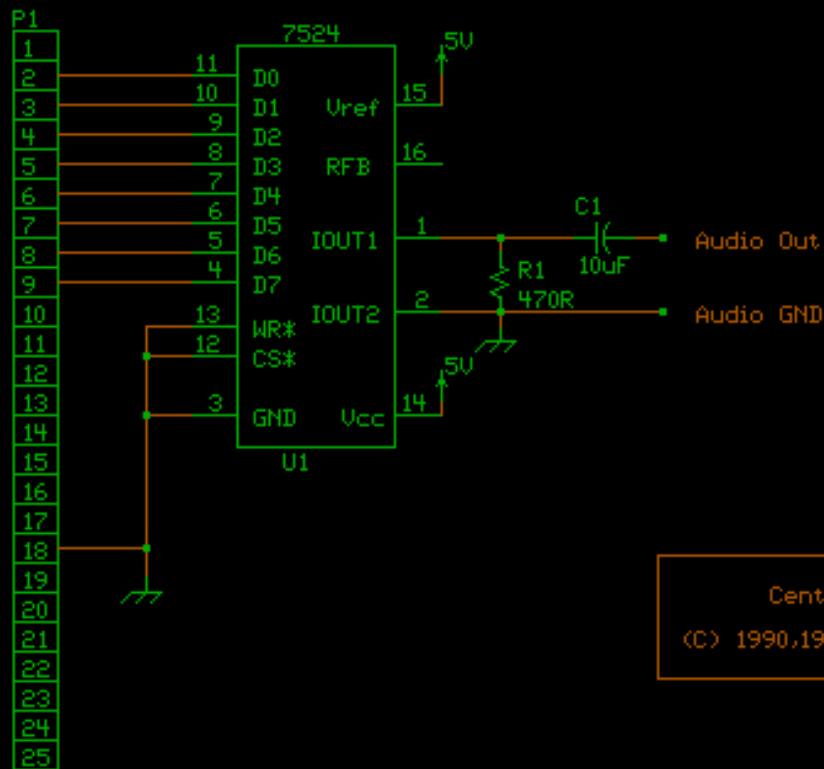 P1
1
2
3
4
5
6
7
8
9
10
11
12
13
14
15
16
17
18
19
20
21
22
23
24
25
7524
11 D0
10 D1
9 D2
8 D3
7 D4
6 D5
5 D6
4 D7
13 WR*
12 CS*
3 GND
5V
Vref 15
RFB 16
IOUT1 1
IOUT2 2
Vcc 14
5V
U1
C1
10uF
R1
470R
Audio Out
Audio GND
Cent
(C) 1990,19